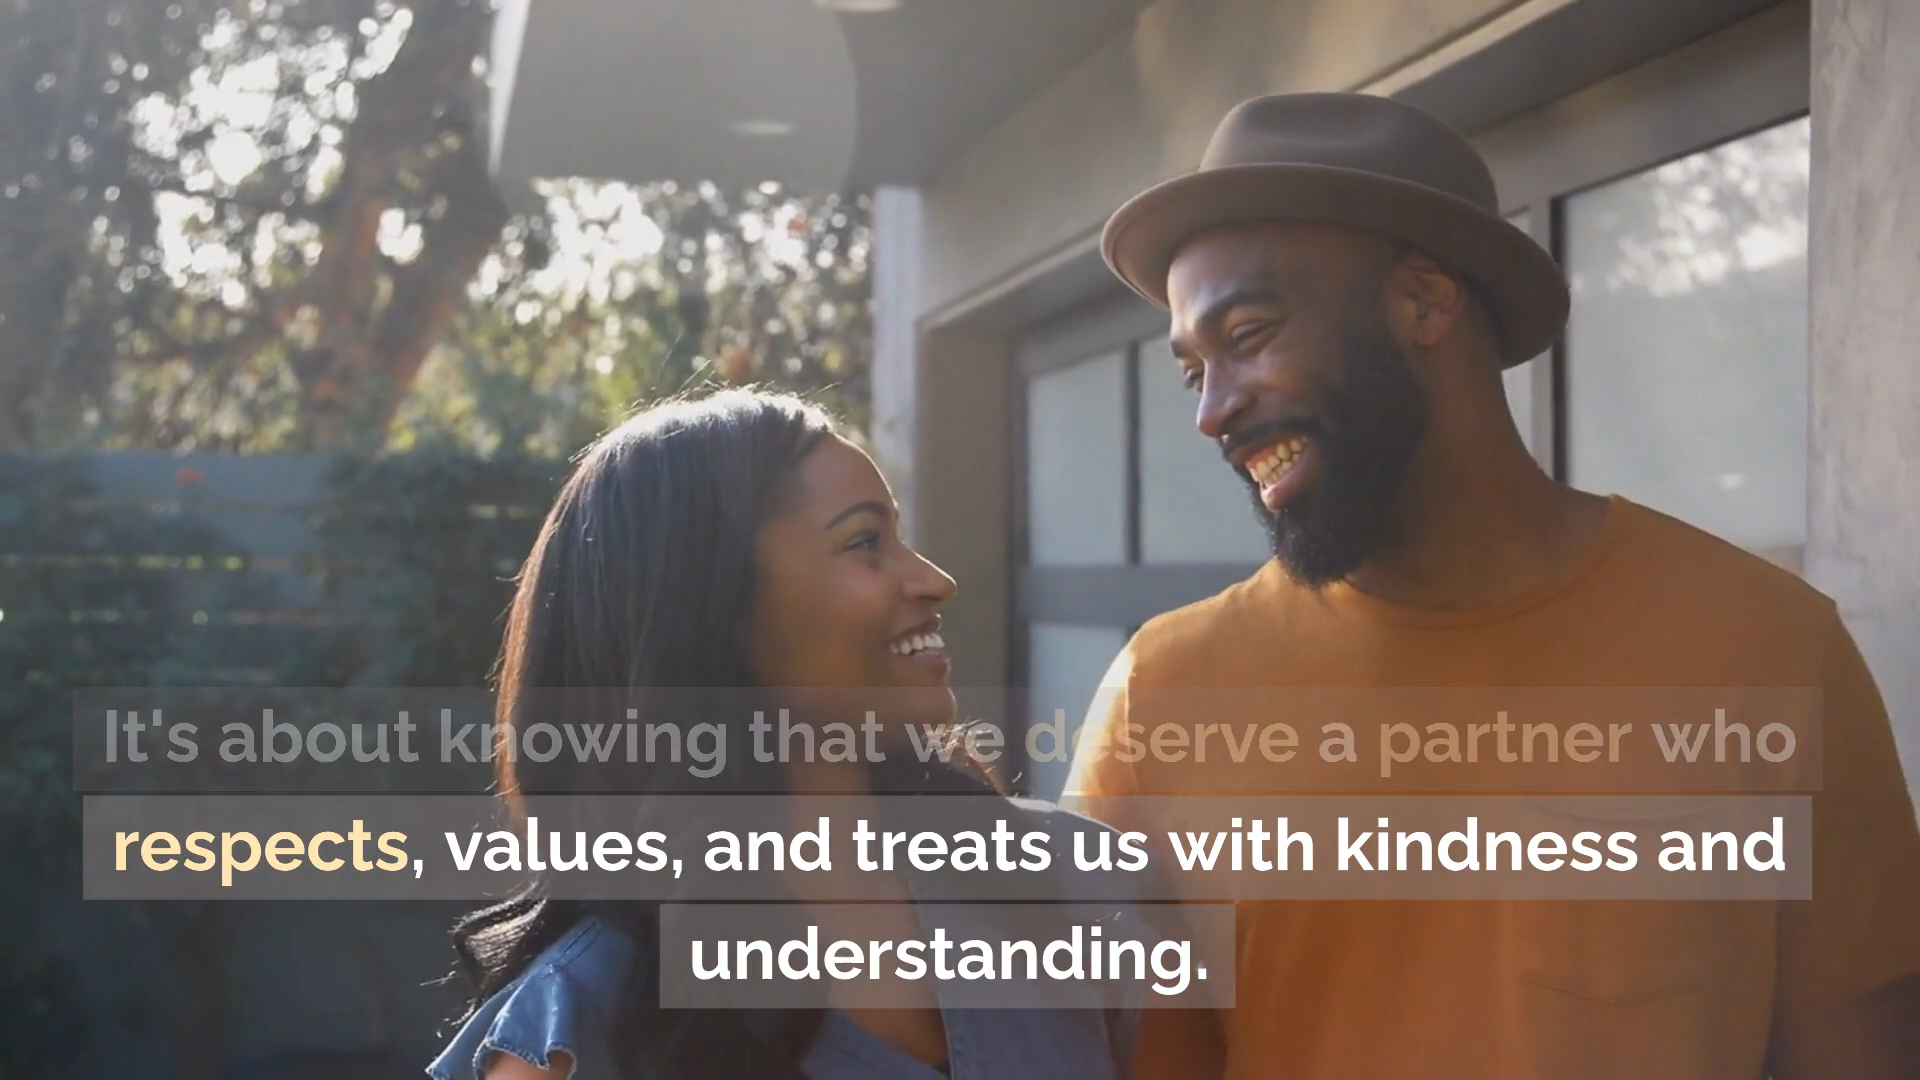 It's about knowing that we deserve a partner who
respects, values, and treats us with kindness and
understanding.